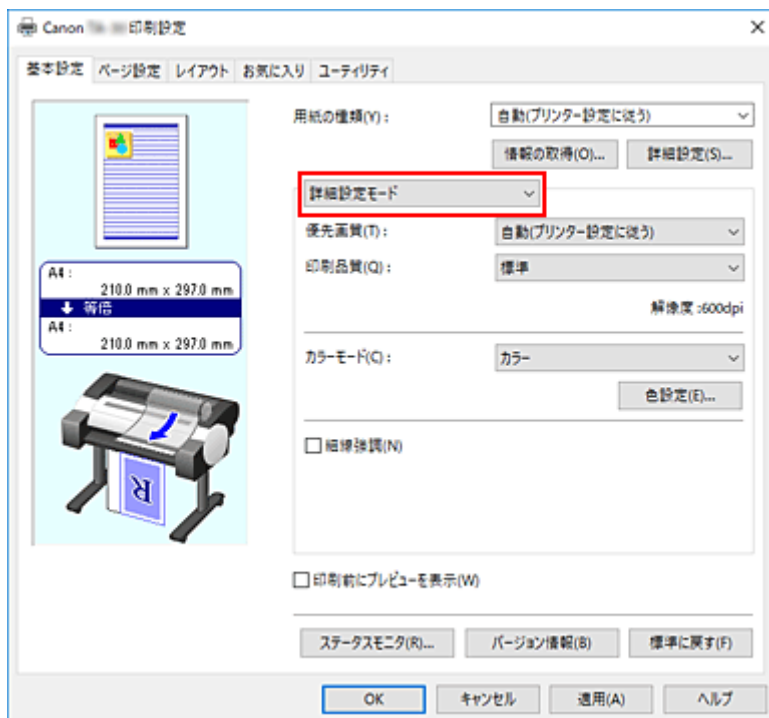 Canon 印刷設定
基本設定 ページ設定 レイアウト お気に入り ユーティリティ
用紙の種類(Y): 自動(プリンター設定に従う)
情報の取得(O)... 詳細設定(S)...
詳細設定モード
優先画質(T): 自動(プリンター設定に従う)
印刷品質(Q): 標準
解像度 :600dpi
A4 :
210.0 mm x 297.0 mm
等倍
A4 :
210.0 mm x 297.0 mm
カラーモード(C): カラー
色設定(E)...
細線強調(N)
R
印刷前にプレビューを表示(W)
ステータスモニタ(R)... バージョン情報(B) 標準に戻す(F)
OK キャンセル 適用(A) ヘルプ